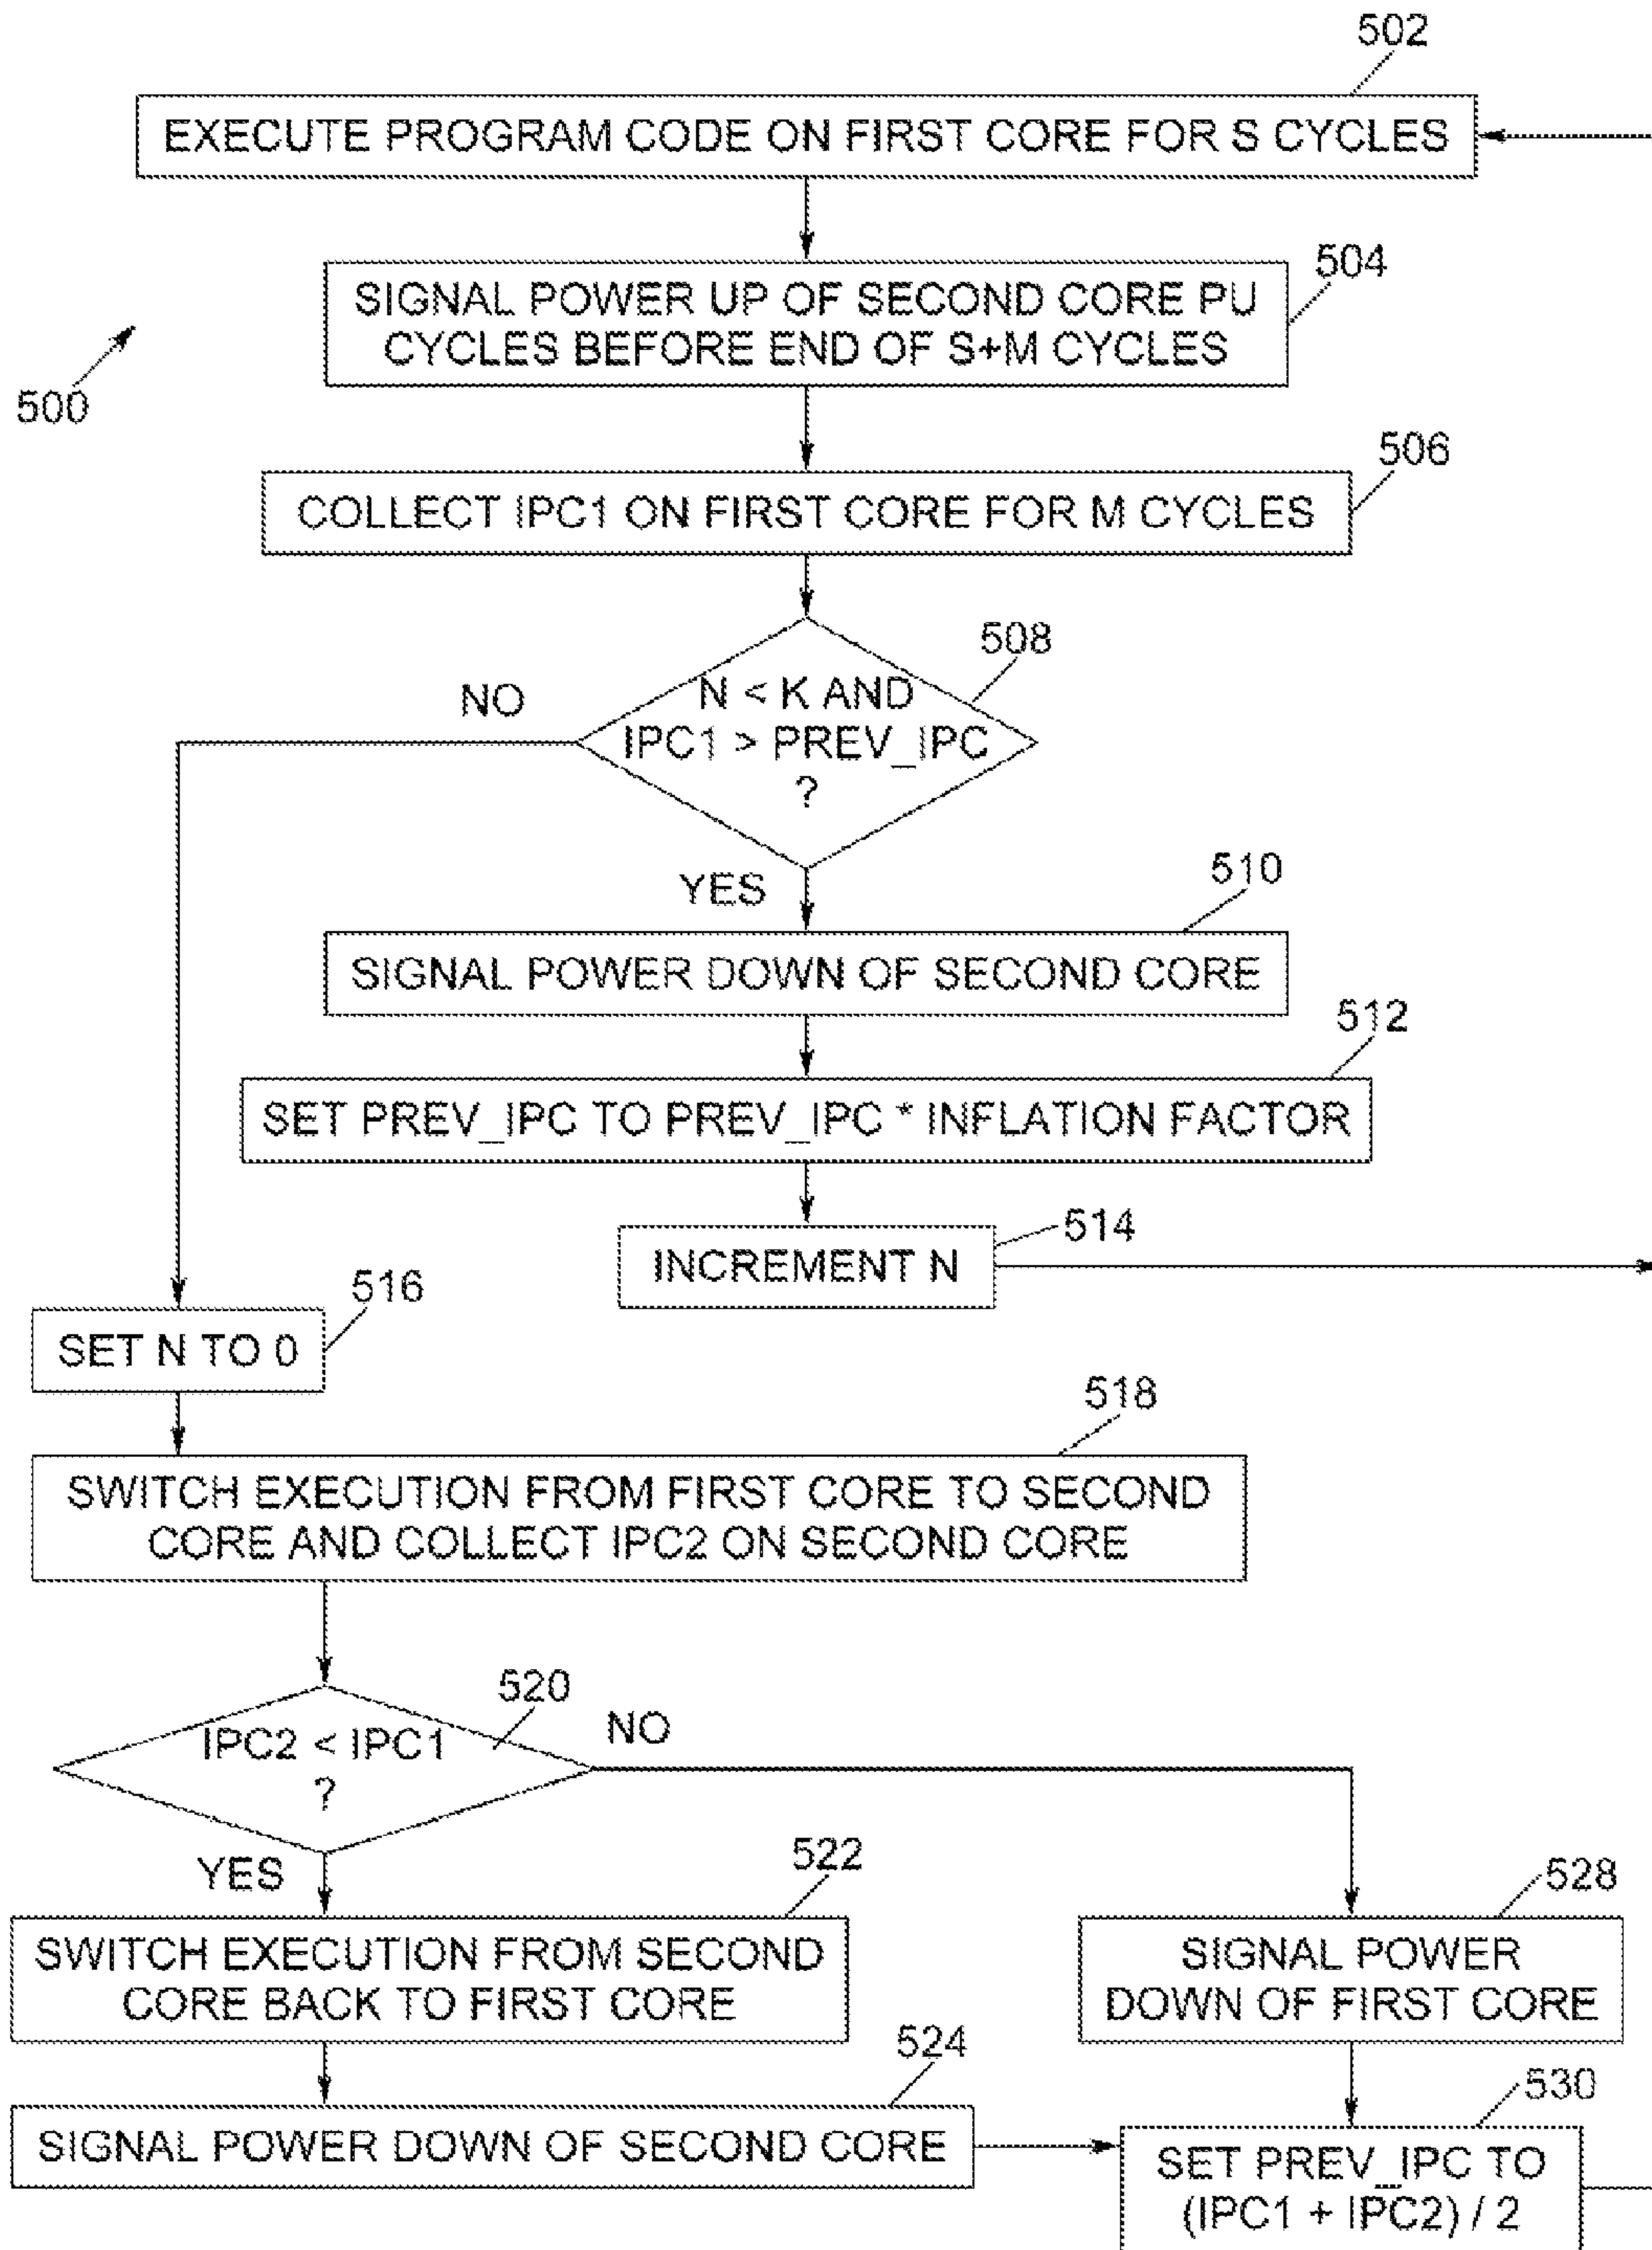 502
EXECUTE PROGRAM CODE ON FIRST CORE FOR S CYCLES
504
SIGNAL POWER UP OF SECOND CORE PU
CYCLES BEFORE END OF S+M CYCLES
500
506
COLLECT IPC1 ON FIRST CORE FOR M CYCLES
508
N < K AND
IPC1 > PREV_IPC
?
NO
YES
510
SIGNAL POWER DOWN OF SECOND CORE
512
SET PREV_IPC TO PREV_IPC * INFLATION FACTOR
514
INCREMENT N
516
SET N TO 0
518
SWITCH EXECUTION FROM FIRST CORE TO SECOND
CORE AND COLLECT IPC2 ON SECOND CORE
520
IPC2 < IPC1
?
NO
YES
522
SWITCH EXECUTION FROM SECOND
CORE BACK TO FIRST CORE
528
SIGNAL POWER
DOWN OF FIRST CORE
524
SIGNAL POWER DOWN OF SECOND CORE
530
SET PREV_IPC TO
(IPC1 + IPC2) / 2